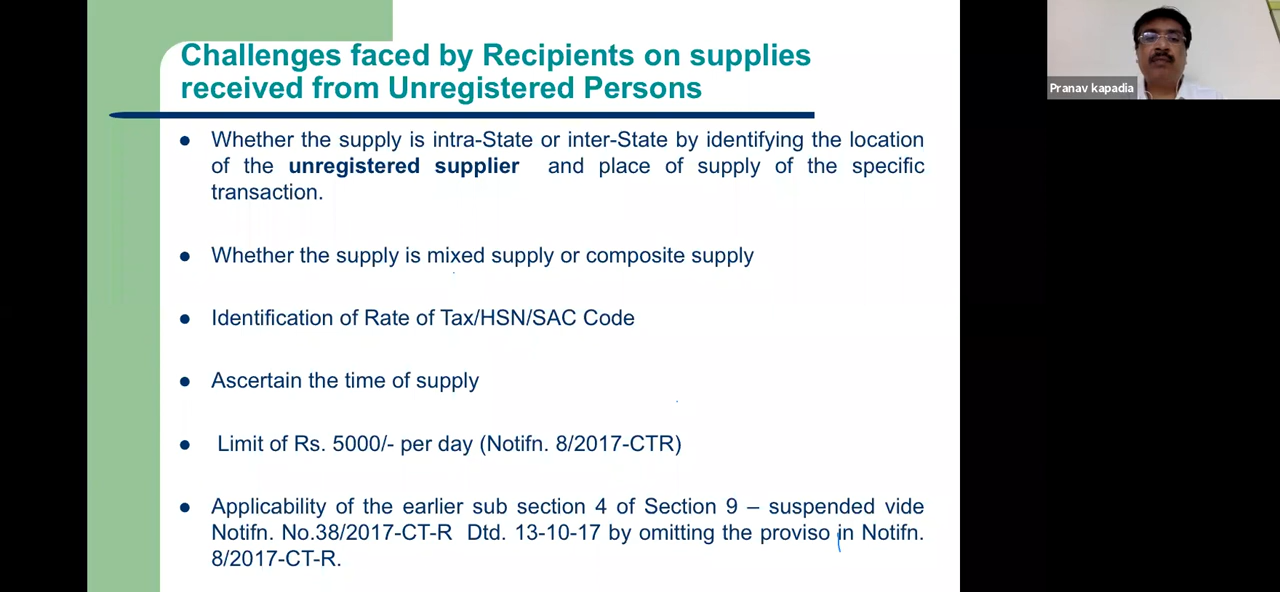 Challenges faced by Recipients on supplies
received from Unregistered Persons
● Whether the supply is intra-State or inter-State by identifying the location
of the unregistered supplier and place of supply of the specific
transaction.
● Whether the supply is mixed supply or composite supply
● Identification of Rate of Tax/HSN/SAC Code
● Ascertain the time of supply
● Limit of Rs. 5000/- per day (Notifn. 8/2017-CTR)
● Applicability of the earlier sub section 4 of Section 9 – suspended vide
Notifn. No.38/2017-CT-R Dtd. 13-10-17 by omitting the proviso in Notifn.
8/2017-CT-R.
Pranav kapadia